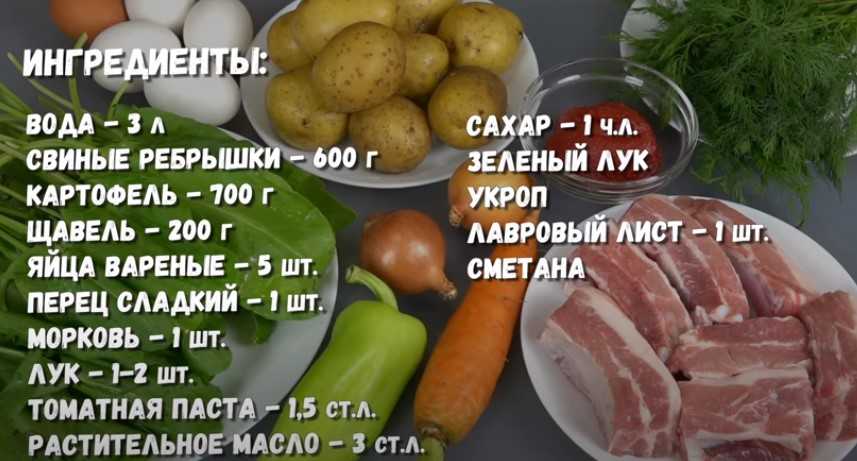 ИНГРЕДИЕНТЫ:
ВОДА – 3 Л
СВИНЫЕ РЕБРЫШКИ – 600 Г
КАРТОФЕЛЬ – 700 Г
ЩАВЕЛЬ – 200 Г
ЯЙЦА ВАРЕНЫЕ – 5 ШТ.
ПЕРЕЦ СЛАДКИЙ – 1 ШТ.
МОРКОВЬ – 1 ШТ.
ЛУК – 1-2 ШТ.
ТОМАТНАЯ ПАСТА – 1,5 СТ.Л.
РАСТИТЕЛЬНОЕ МАСЛО – 3 СТ.Л.
САХАР – 1 Ч.Л.
ЗЕЛЕНЫЙ ЛУК
УКРОП
ЛАВРОВЫЙ ЛИСТ – 1 ШТ.
СМЕТАНА